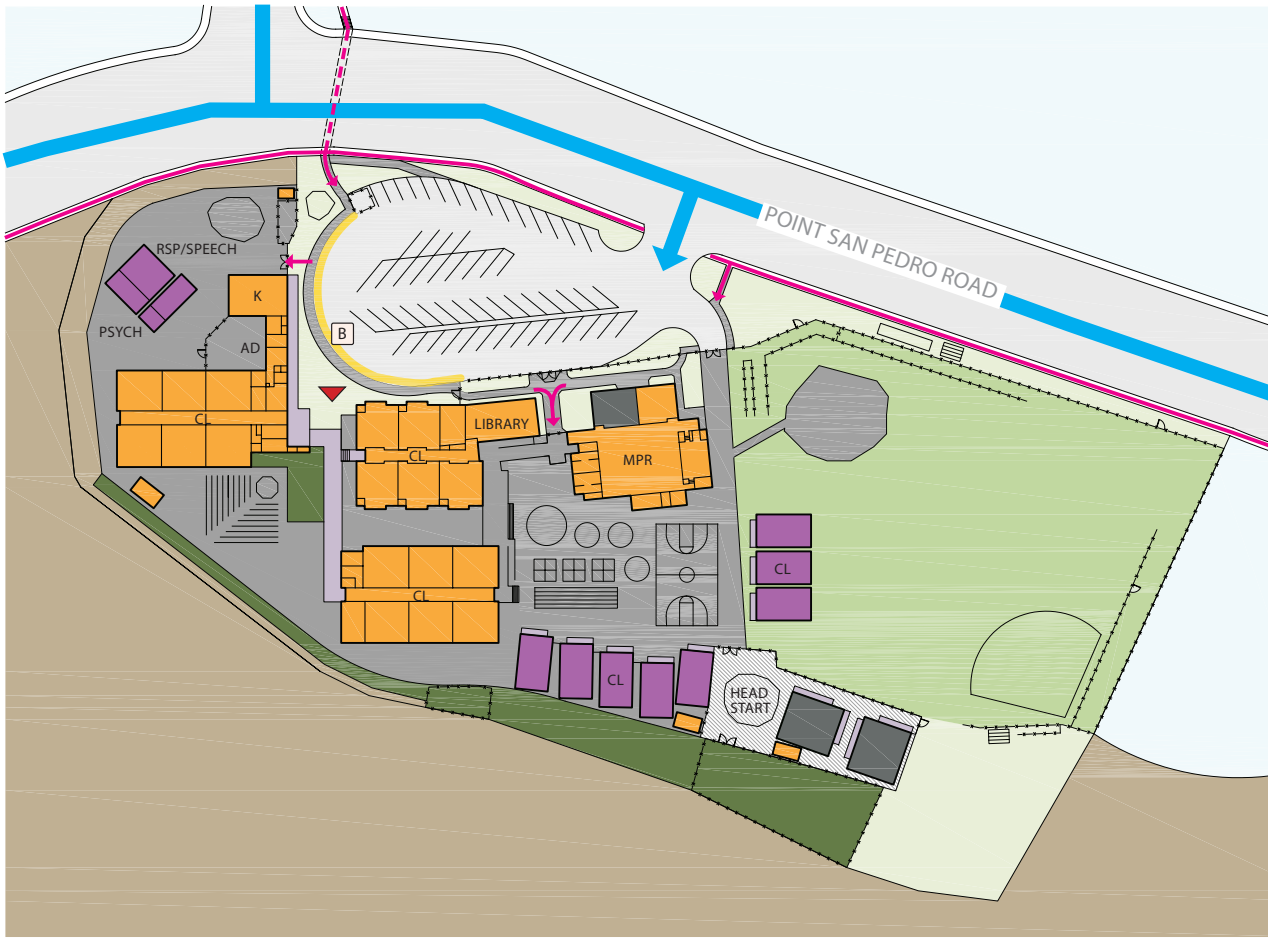 POINT SAN PEDRO ROAD
RSP/SPEECH
K
PSYCH
B
AD
CL
LIBRARY
CL
MPR
CL
CL
CL
HEAD
START